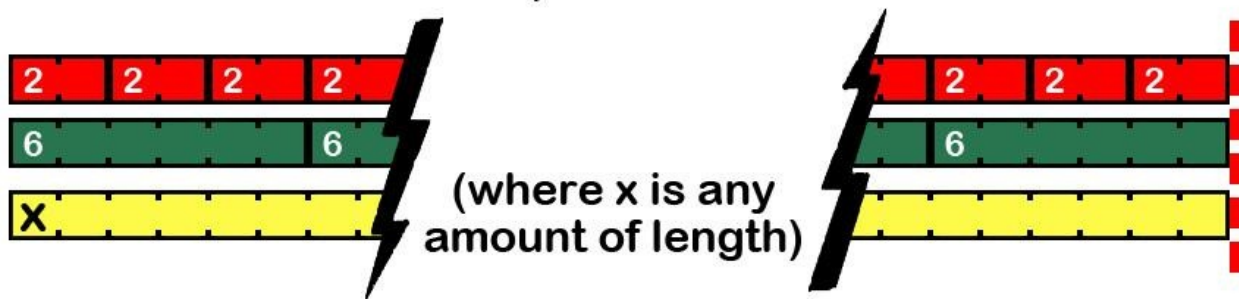 2 2 2 2 2 2 2
6 6 6
x
(where x is any
amount of length)